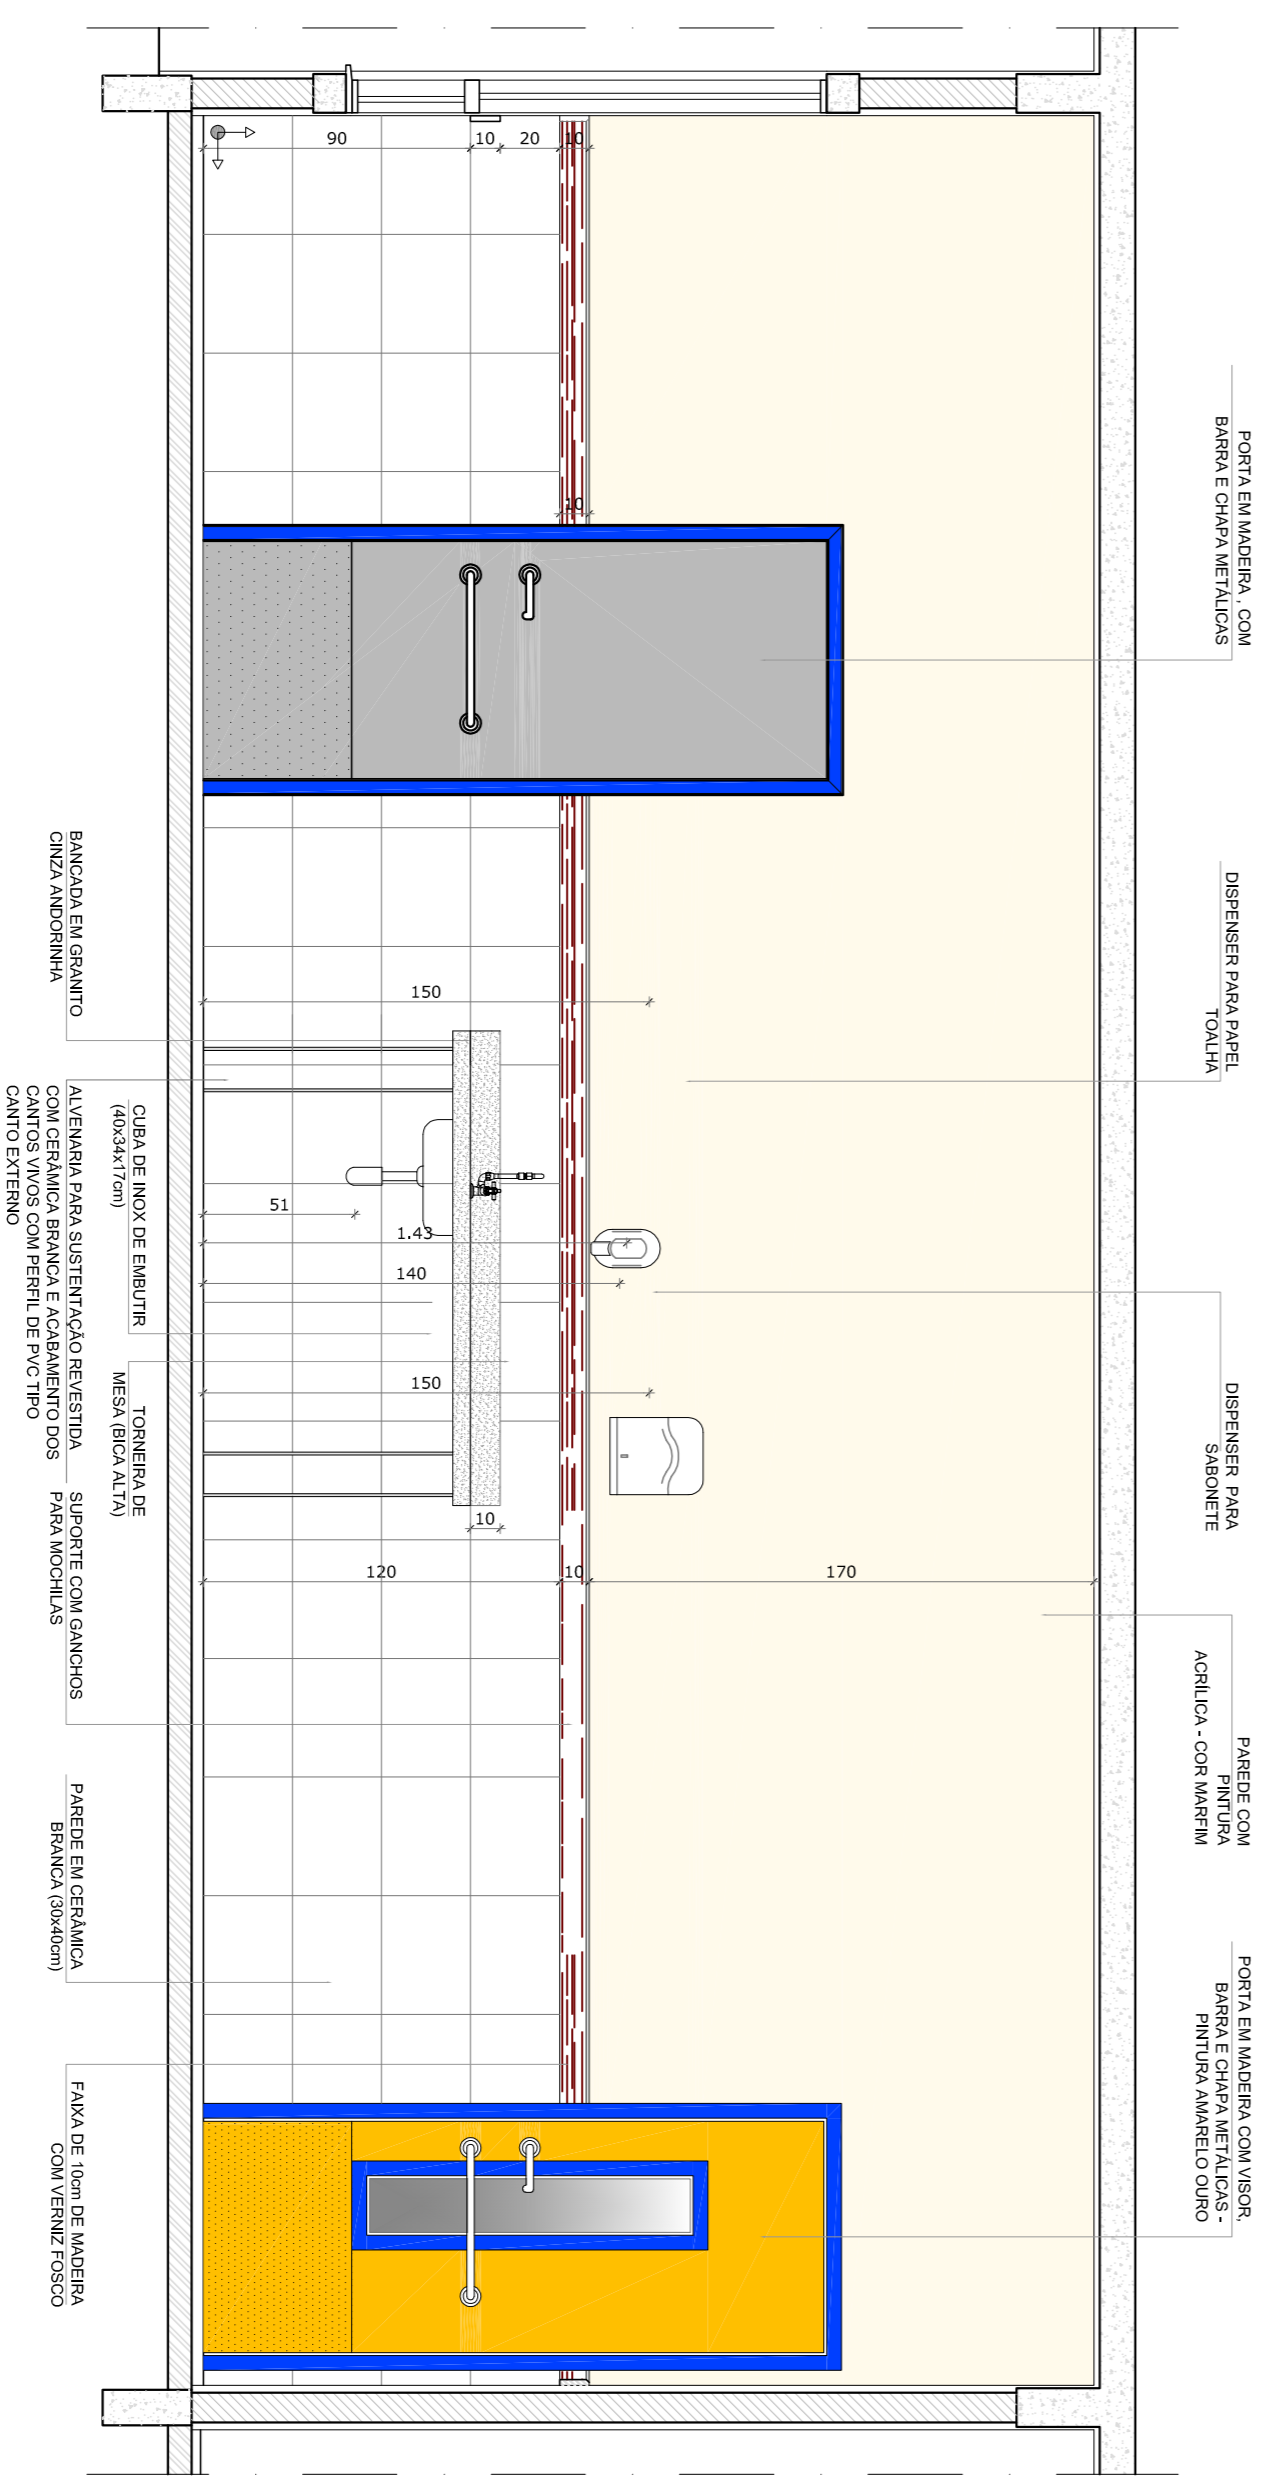 PORTA EM MADEIRA , COM
BARRA E CHAPA METÁLICAS
DISPENSER PARA PAPEL
TOALHA
DISPENSER PARA
SABONETE
PAREDE COM
PINTURA
ACRÍLICA - COR MARFIM
PORTA EM MADEIRA COM VISOR,
BARRA E CHAPA METÁLICAS -
PINTURA AMARELO OURO
90
10
20
10
10
150
51
1.43
140
150
10
120
10
170
BANCADA EM GRANITO
CINZA ANDORINHA
ALVENARIA PARA SUSTENTAÇÃO REVESTIDA
COM CERÂMICA BRANCA E ACABAMENTO DOS
CANTOS VIVOS COM PERFIL DE PVC TIPO
CANTO EXTERNO
CUBA DE INOX DE EMBUTIR
(40x34x17cm)
TORNEIRA DE
MESA (BICA ALTA)
SUPORTE COM GANCHOS
PARA MOCHILAS
PAREDE EM CERÂMICA
BRANCA (30x40cm)
FAIXA DE 10cm DE MADEIRA
COM VERNIZ FOSCO